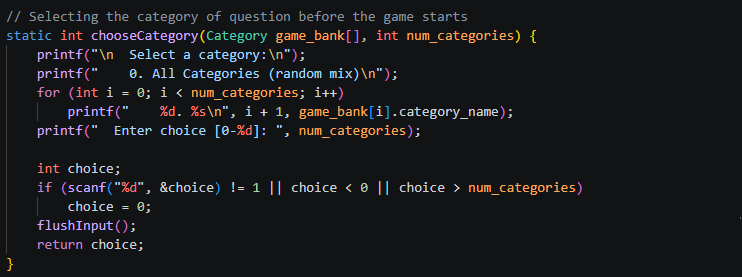 // Selecting the category of question before the game starts
static int chooseCategory(Category game_bank[], int num_categories) {
    printf("\n  Select a category:\n");
    printf("    0. All Categories (random mix)\n");
    for (int i = 0; i < num_categories; i++)
        printf("    %d. %s\n", i + 1, game_bank[i].category_name);
    printf("  Enter choice [0-%d]: ", num_categories);

    int choice;
    if (scanf("%d", &choice) != 1 || choice < 0 || choice > num_categories)
        choice = 0;
    flushInput();
    return choice;
}